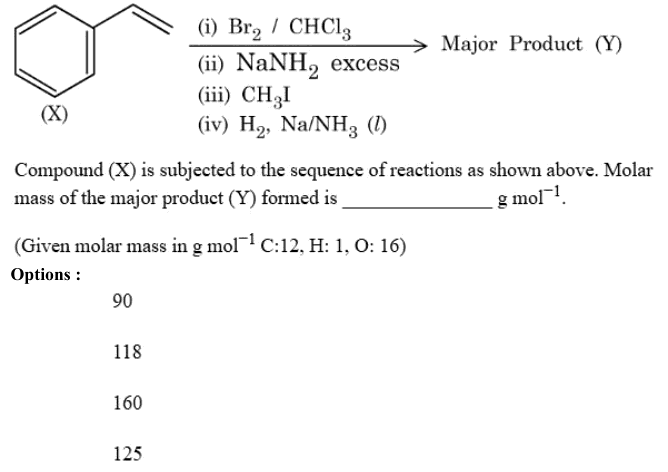 (i) Br₂ / CHCl₃
(ii) NaNH₂ excess
(iii) CH₃I
(iv) H₂, Na/NH₃ (l)
Major Product (Y)
(X)
Compound (X) is subjected to the sequence of reactions as shown above. Molar
mass of the major product (Y) formed is ______________ g mol⁻¹.
(Given molar mass in g mol⁻¹ C:12, H: 1, O: 16)
Options :
90
118
160
125